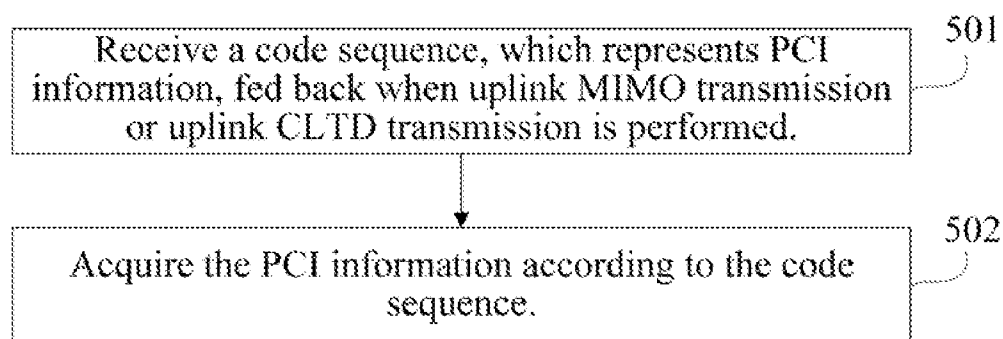 501
Receive a code sequence, which represents PCI
information, fed back when uplink MIMO transmission
or uplink CLTD transmission is performed.
502
Acquire the PCI information according to the code
sequence.